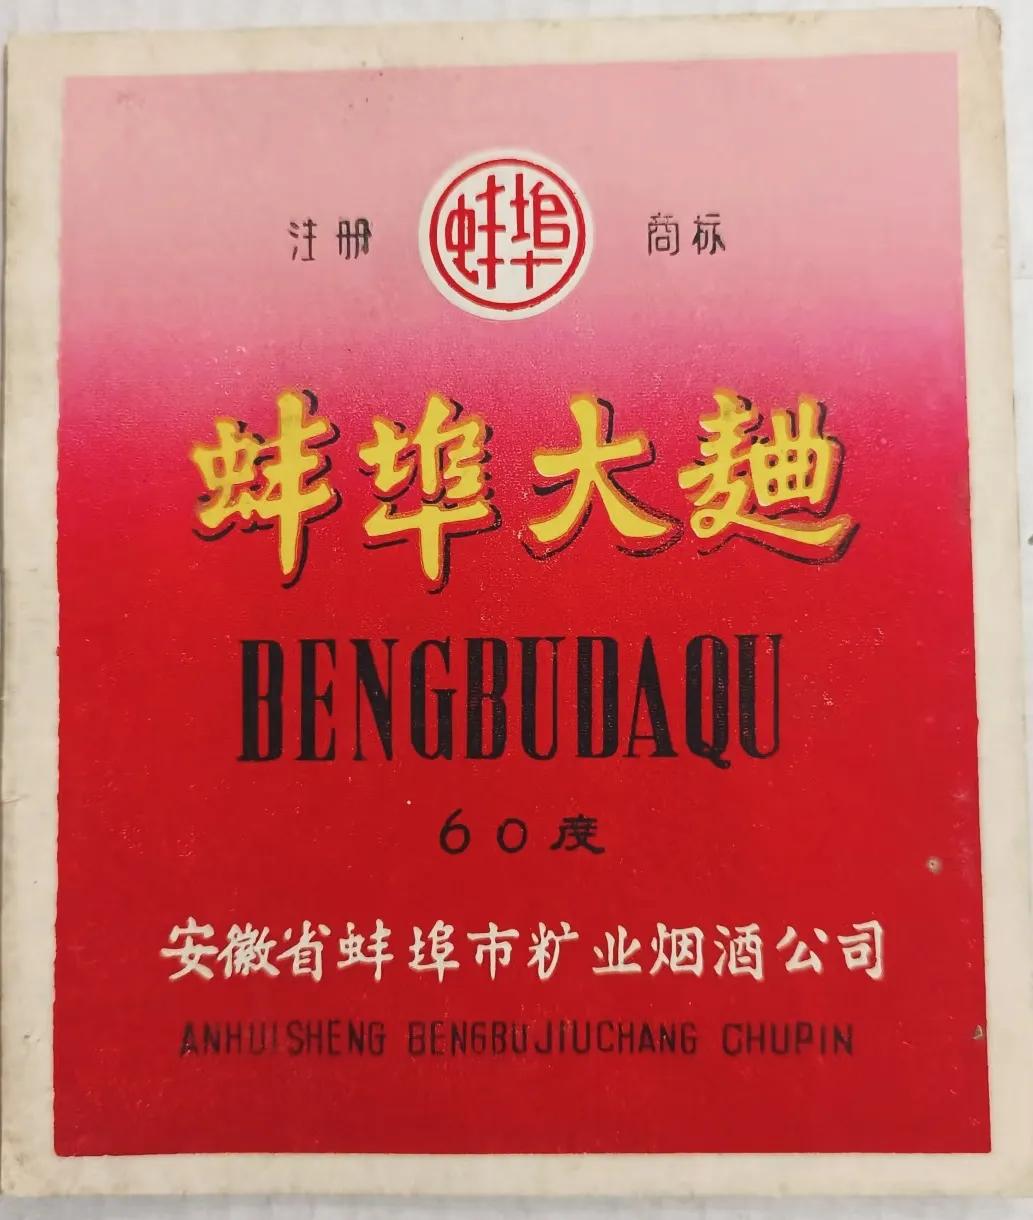 注册 蚌埠 商标
蚌埠大麯
BENGBUDAQU
60度
安徽省蚌埠市矿业烟酒公司
ANHUISHENG BENGBUJIUCHANG CHUPIN